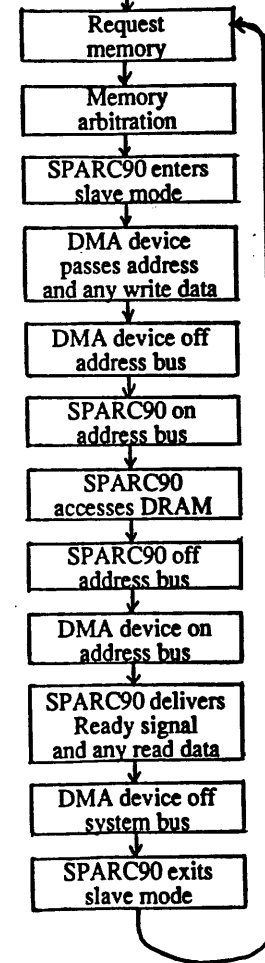 Request
memory
Memory
arbitration
SPARC90 enters
slave mode
DMA device
passes address
and any write data
DMA device off
address bus
SPARC90 on
address bus
SPARC90
accesses DRAM
SPARC90 off
address bus
DMA device on
address bus
SPARC90 delivers
Ready signal
and any read data
DMA device off
system bus
SPARC90 exits
slave mode